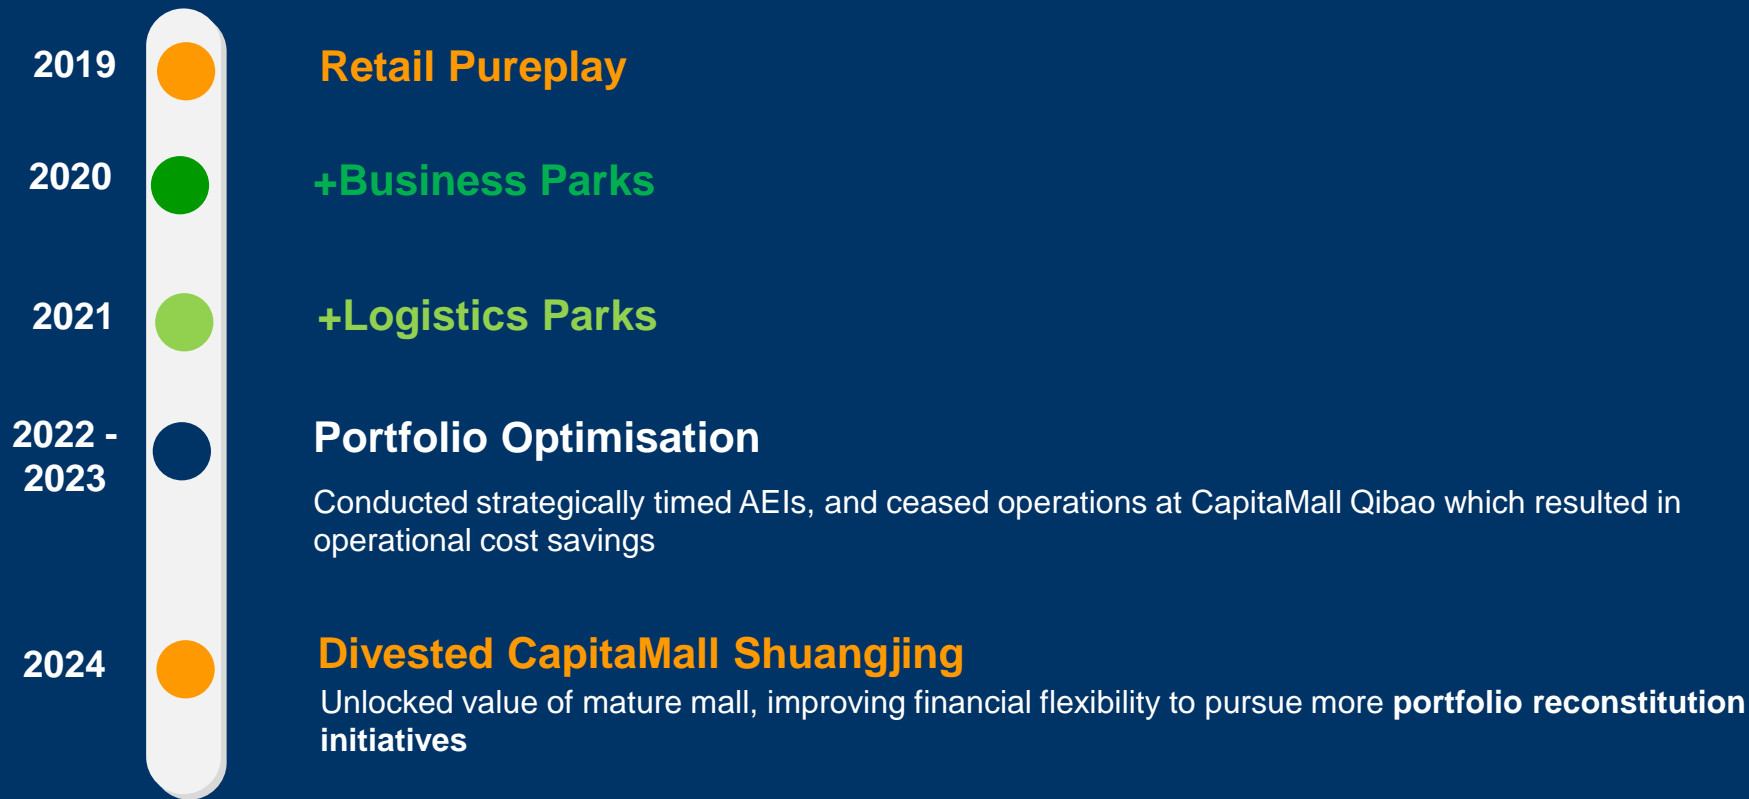 2019
Retail Pureplay
2020
+Business Parks
2021
+Logistics Parks
2022 -
2023
Portfolio Optimisation
Conducted strategically timed AEIs, and ceased operations at CapitaMall Qibao which resulted in
operational cost savings
2024
Divested CapitaMall Shuangjing
Unlocked value of mature mall, improving financial flexibility to pursue more portfolio reconstitution
initiatives